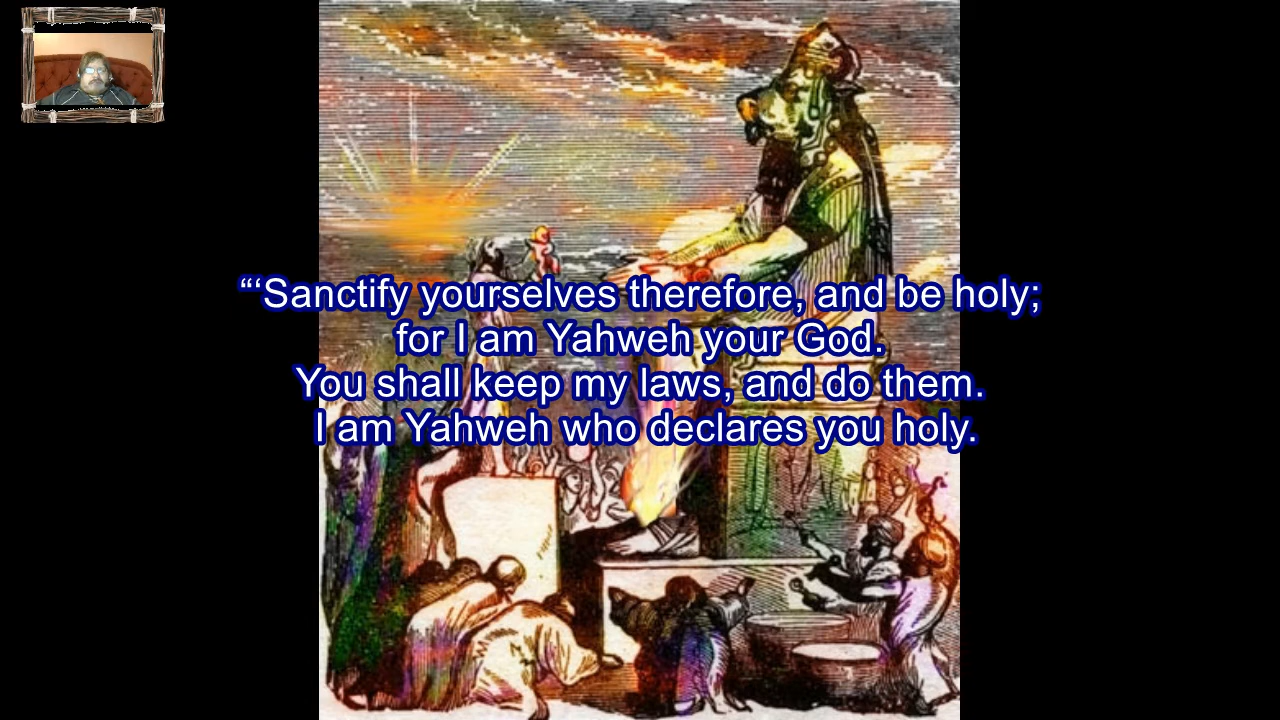 “‘Sanctify yourselves therefore, and be holy;
for I am Yahweh your God.
You shall keep my laws, and do them.
I am Yahweh who declares you holy.